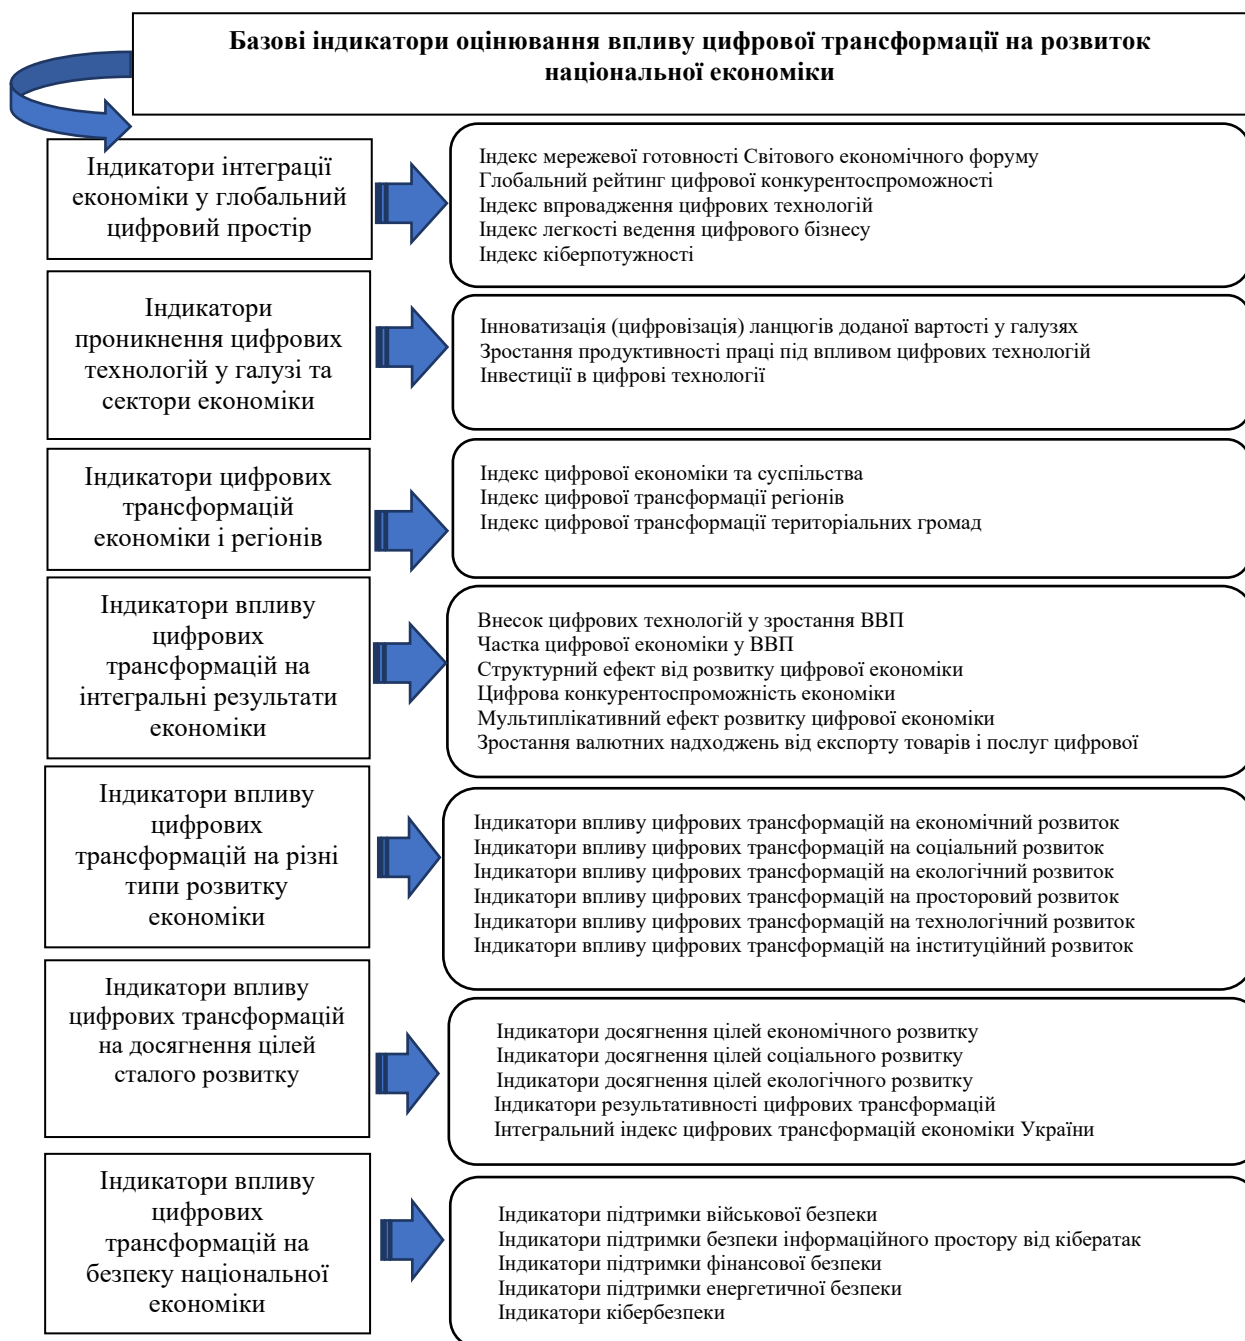 Базові індикатори оцінювання впливу цифрової трансформації на розвиток
національної економіки
Індикатори інтеграції
економіки у глобальний
цифровий простір
Індекс мережевої готовності Світового економічного форуму
Глобальний рейтинг цифрової конкурентоспроможності
Індекс впровадження цифрових технологій
Індекс легкості ведення цифрового бізнесу
Індекс кіберпотужності
Індикатори
проникнення цифрових
технологій у галузі та
сектори економіки
Інноватизація (цифровізація) ланцюгів доданої вартості у галузях
Зростання продуктивності праці під впливом цифрових технологій
Інвестиції в цифрові технології
Індикатори цифрових
трансформацій
економіки і регіонів
Індекс цифрової економіки та суспільства
Індекс цифрової трансформації регіонів
Індекс цифрової трансформації територіальних громад
Індикатори впливу
цифрових
трансформацій на
інтегральні результати
економіки
Внесок цифрових технологій у зростання ВВП
Частка цифрової економіки у ВВП
Структурний ефект від розвитку цифрової економіки
Цифрова конкурентоспроможність економіки
Мультиплікативний ефект розвитку цифрової економіки
Зростання валютних надходжень від експорту товарів і послуг цифрової
Індикатори впливу
цифрових
трансформацій на різні
типи розвитку
економіки
Індикатори впливу цифрових трансформацій на економічний розвиток
Індикатори впливу цифрових трансформацій на соціальний розвиток
Індикатори впливу цифрових трансформацій на екологічний розвиток
Індикатори впливу цифрових трансформацій на просторовий розвиток
Індикатори впливу цифрових трансформацій на технологічний розвиток
Індикатори впливу цифрових трансформацій на інституційний розвиток
Індикатори впливу
цифрових трансформацій
на досягнення цілей
сталого розвитку
Індикатори досягнення цілей економічного розвитку
Індикатори досягнення цілей соціального розвитку
Індикатори досягнення цілей екологічного розвитку
Індикатори результативності цифрових трансформацій
Інтегральний індекс цифрових трансформацій економіки України
Індикатори впливу
цифрових
трансформацій на
безпеку національної
економіки
Індикатори підтримки військової безпеки
Індикатори підтримки безпеки інформаційного простору від кібератак
Індикатори підтримки фінансової безпеки
Індикатори підтримки енергетичної безпеки
Індикатори кібербезпеки